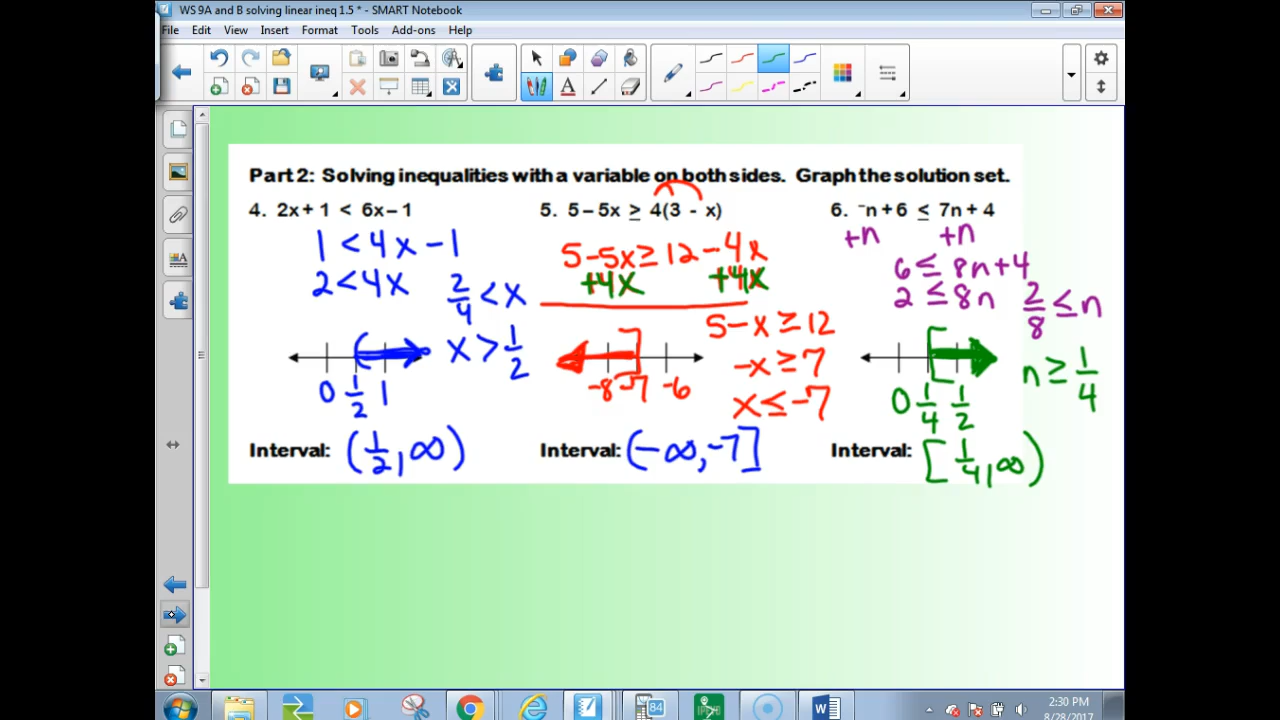 WS 9A and B solving linear ineq 1.5 * - SMART Notebook
File Edit View Insert Format Tools Add-ons Help
Part 2: Solving inequalities with a variable on both sides. Graph the solution set.
4. 2x + 1 < 6x – 1
1 < 4x - 1
2 < 4x
2/4 < x
x > 1/2
0 1/2 1
Interval: (1/2, ∞)
5. 5 – 5x ≥ 4(3 - x)
5 - 5x ≥ 12 - 4x
+4x +4x
5 - x ≥ 12
-x ≥ 7
x ≤ -7
-8 -7 -6
Interval: (-∞, -7]
6. ⁻n + 6 ≤ 7n + 4
+n +n
6 ≤ 8n + 4
2 ≤ 8n
2/8 ≤ n
n ≥ 1/4
0 1/4 1/2
Interval: [1/4, ∞)
84
2:30 PM
8/28/2017